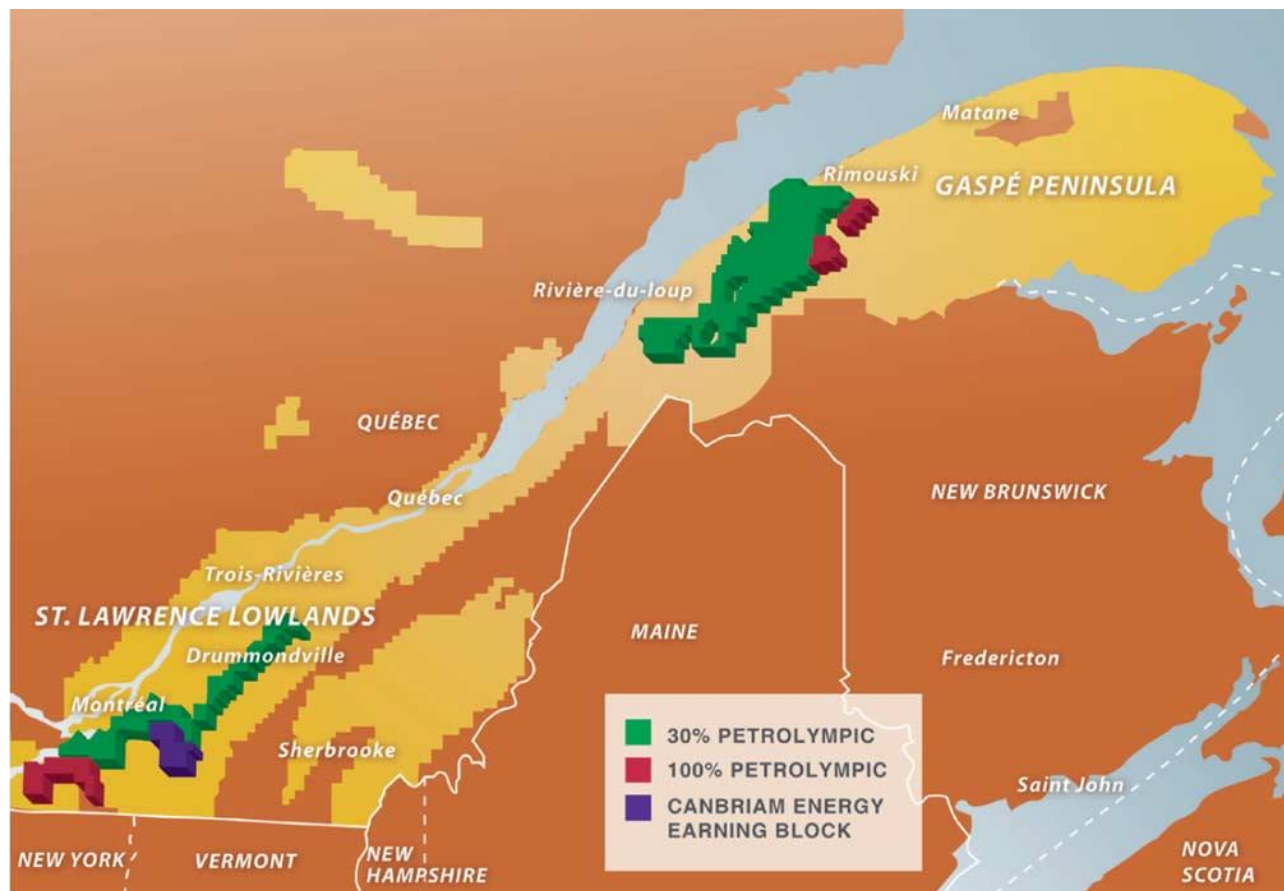 Matane
Rimouski
GASPÉ PENINSULA
Rivière-du-loup
QUÉBEC
Québec
NEW BRUNSWICK
Trois-Rivières
ST. LAWRENCE LOWLANDS
Drummondville
MAINE
Fredericton
Montréal
Sherbrooke
30% PETROLYMPIC
100% PETROLYMPIC
CANBRIAM ENERGY
EARNING BLOCK
Saint John
NEW YORK
VERMONT
NEW
HAMPSHIRE
NOVA
SCOTIA